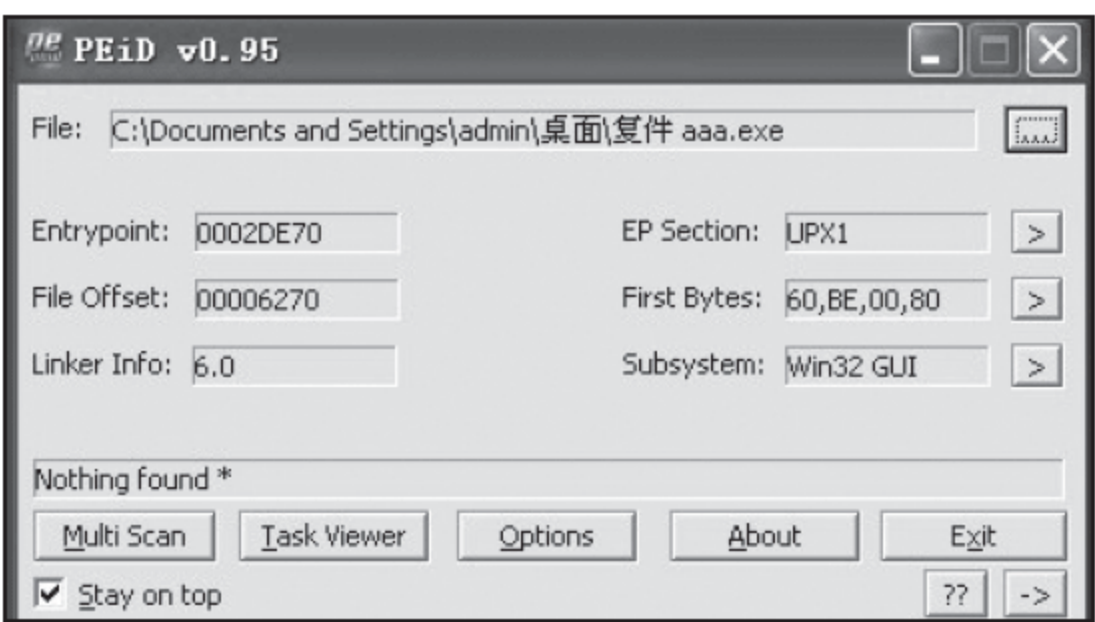 PEiD v0.95
File: C:\Documents and Settings\admin\桌面\复件 aaa.exe ...
Entrypoint: 0002DE70 EP Section: UPX1 >
File Offset: 00006270 First Bytes: 60,BE,00,80 >
Linker Info: 6.0 Subsystem: Win32 GUI >
Nothing found *
Multi Scan Task Viewer Options About Exit
Stay on top ?? ->